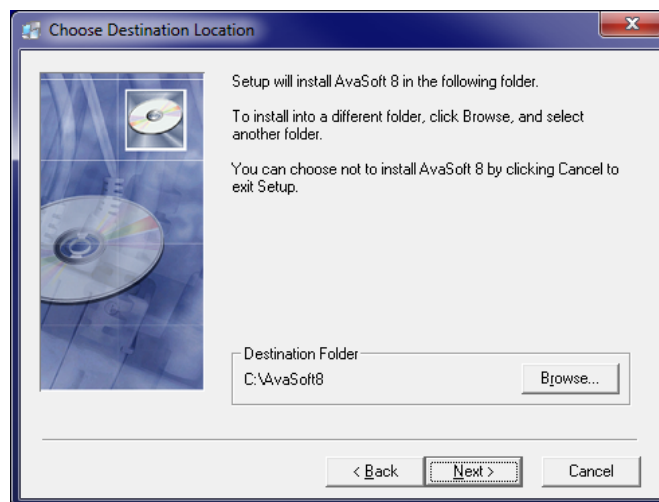 Choose Destination Location
Setup will install AvaSoft 8 in the following folder.
To install into a different folder, click Browse, and select
another folder.
You can choose not to install AvaSoft 8 by clicking Cancel to
exit Setup.
Destination Folder
C:\AvaSoft8
Browse...
< Back
Next >
Cancel